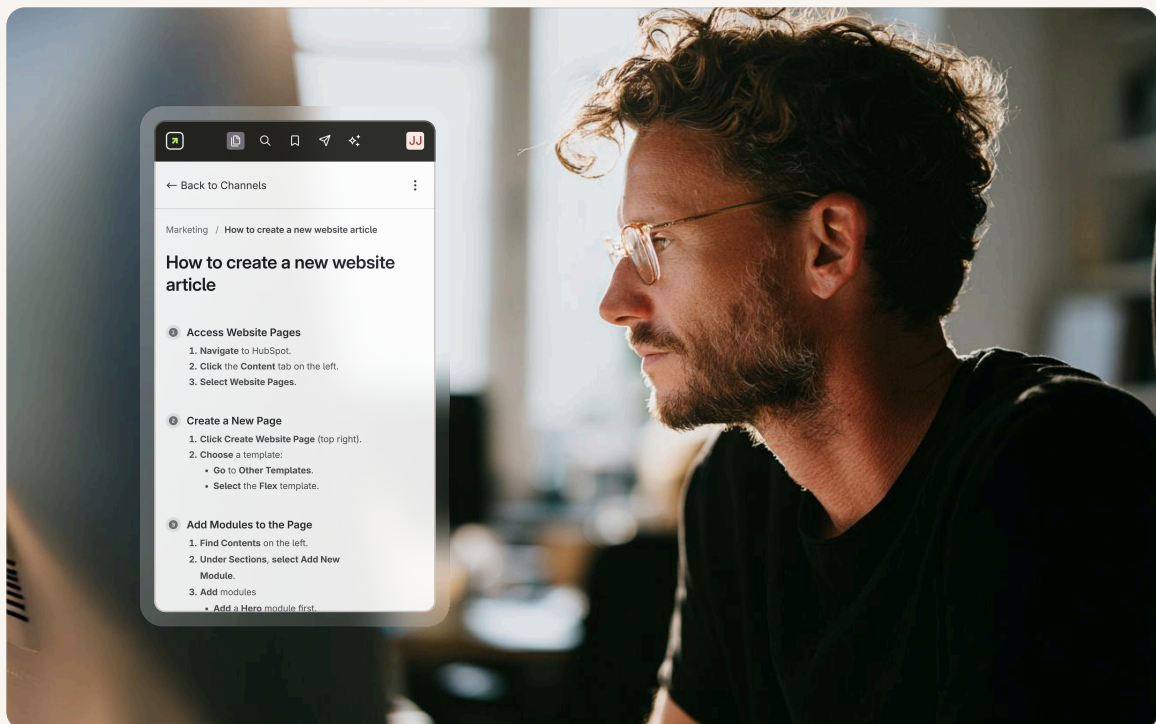 JJ
← Back to Channels
Marketing / How to create a new website article
How to create a new website
article
1 Access Website Pages
1. Navigate to HubSpot.
2. Click the Content tab on the left.
3. Select Website Pages.
2 Create a New Page
1. Click Create Website Page (top right).
2. Choose a template:
• Go to Other Templates.
• Select the Flex template.
3 Add Modules to the Page
1. Find Contents on the left.
2. Under Sections, select Add New
Module.
3. Add modules
• Add a Hero module first.